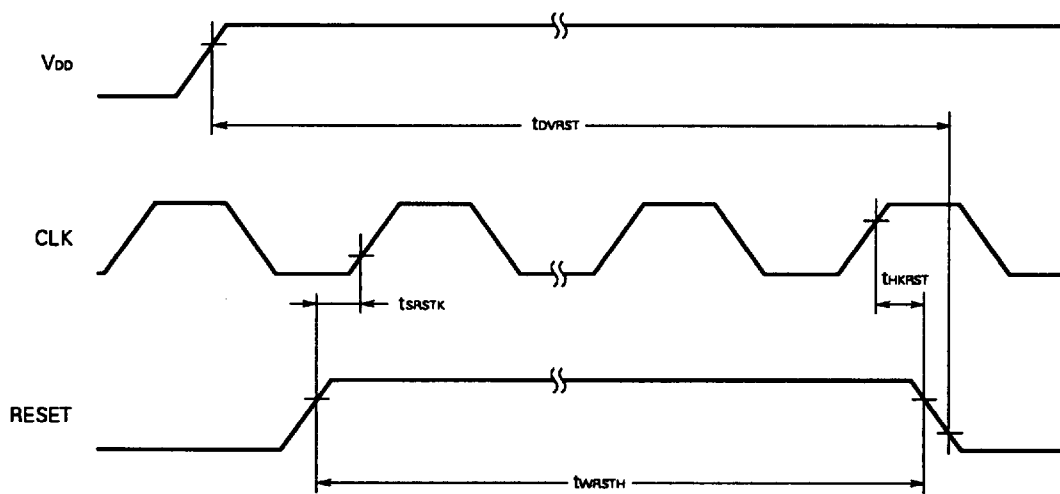 VDD
tDVRST
CLK
tSRSTK
tHKRST
RESET
tWRSTH